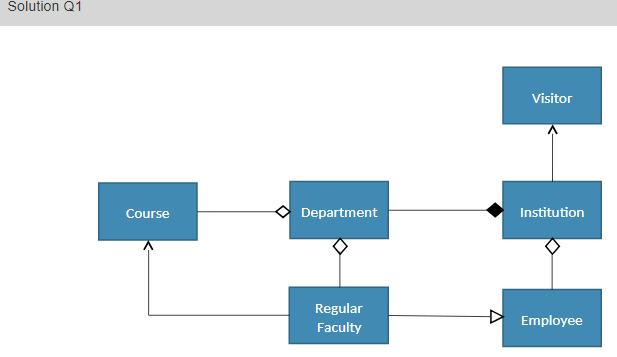 Solution Q1
Visitor
Course
Department
Institution
Regular
Faculty
Employee